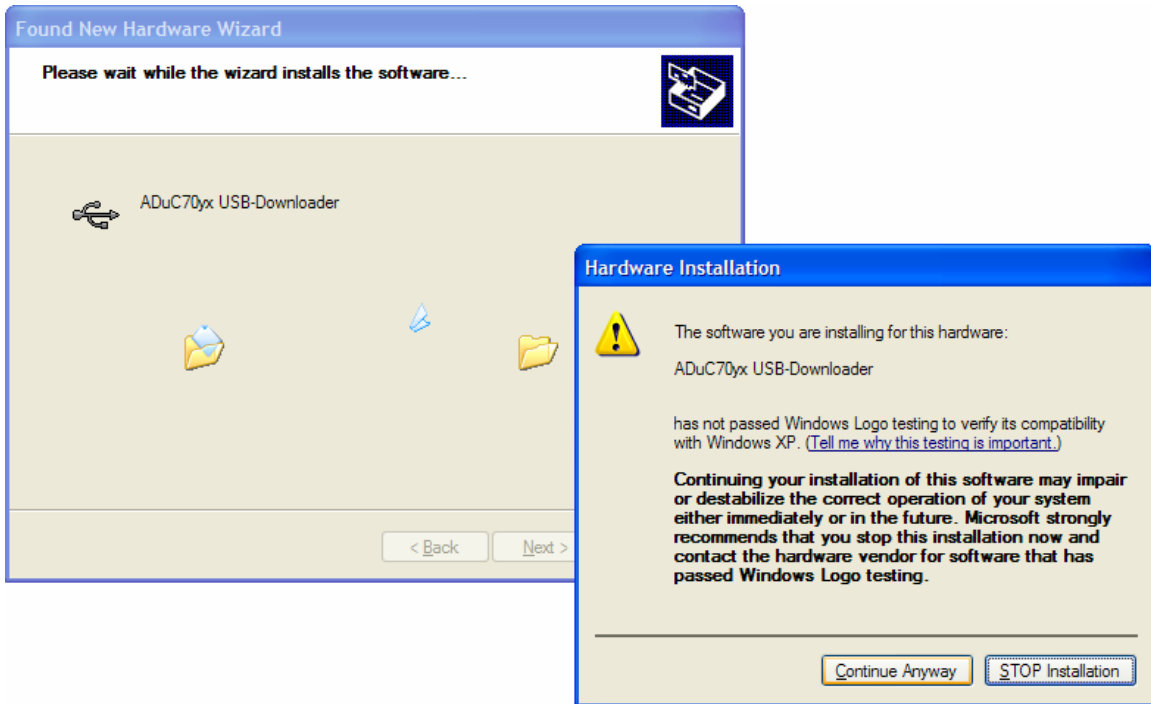 Found New Hardware Wizard
Please wait while the wizard installs the software...
ADuC70yx USB-Downloader
< Back
Next >
Hardware Installation
The software you are installing for this hardware:
ADuC70yx USB-Downloader
has not passed Windows Logo testing to verify its compatibility
with Windows XP. (Tell me why this testing is important.)
Continuing your installation of this software may impair
or destabilize the correct operation of your system
either immediately or in the future. Microsoft strongly
recommends that you stop this installation now and
contact the hardware vendor for software that has
passed Windows Logo testing.
Continue Anyway
STOP Installation